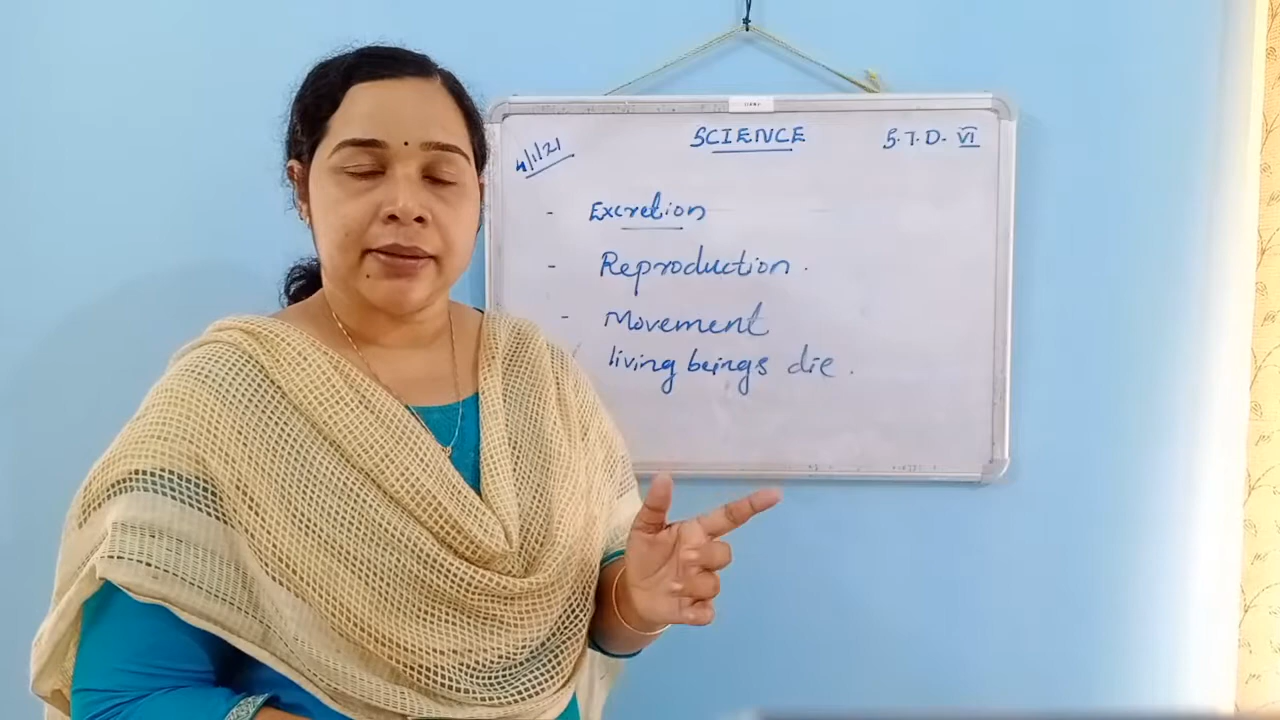 4/1/21 SCIENCE S.T.D. VI
- Excretion
- Reproduction.
- Movement
living beings die.